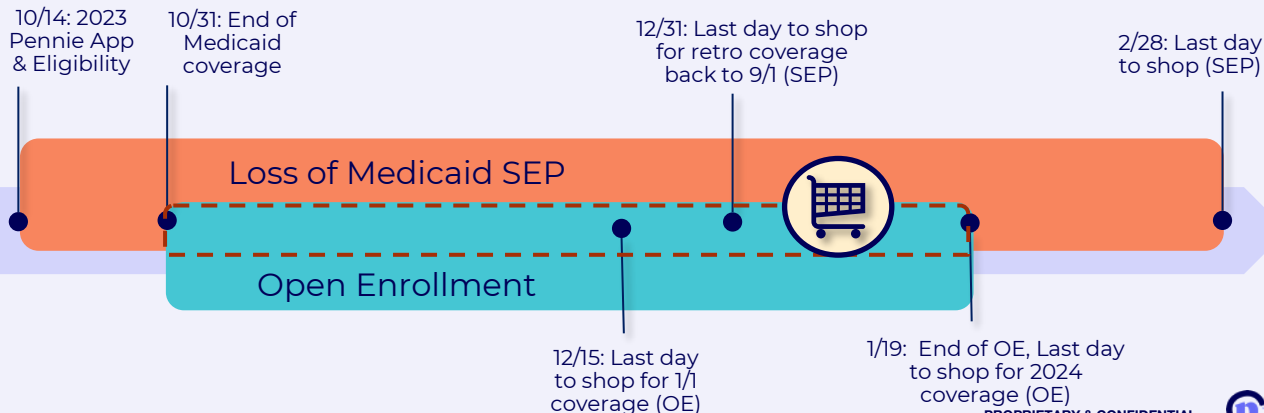 10/14: 2023
Pennie App
& Eligibility
10/31: End of
Medicaid
coverage
12/31: Last day to shop
for retro coverage
back to 9/1 (SEP)
2/28: Last day
to shop (SEP)
Loss of Medicaid SEP
Open Enrollment
12/15: Last day
to shop for 1/1
coverage (OE)
1/19:  End of OE, Last day
to shop for 2024
coverage (OE)
PROPRIETARY & CONFIDENTIAL
n